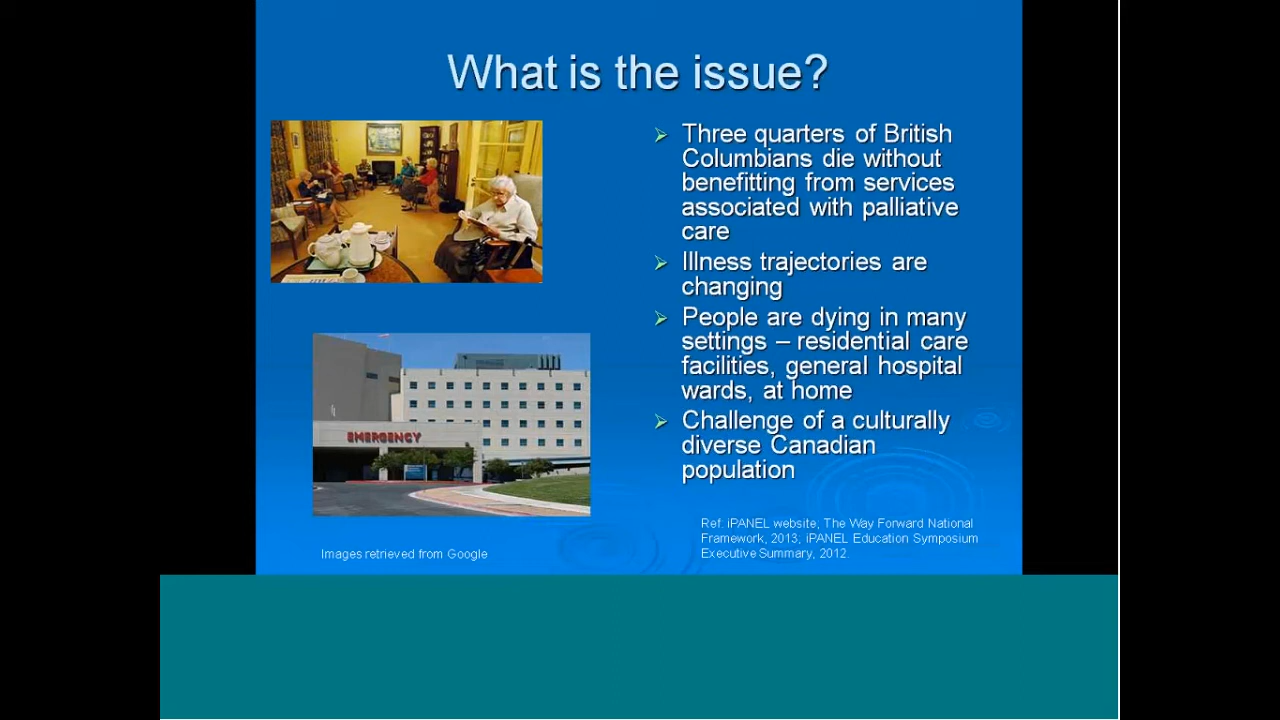 What is the issue?
Three quarters of British
Columbians die without
benefitting from services
associated with palliative
care
Illness trajectories are
changing
People are dying in many
settings – residential care
facilities, general hospital
wards, at home
Challenge of a culturally
diverse Canadian
population
EMERGENCY
Ref: iPANEL website; The Way Forward National
Framework, 2013, iPANEL Education Symposium
Executive Summary, 2012.
Images retrieved from Google